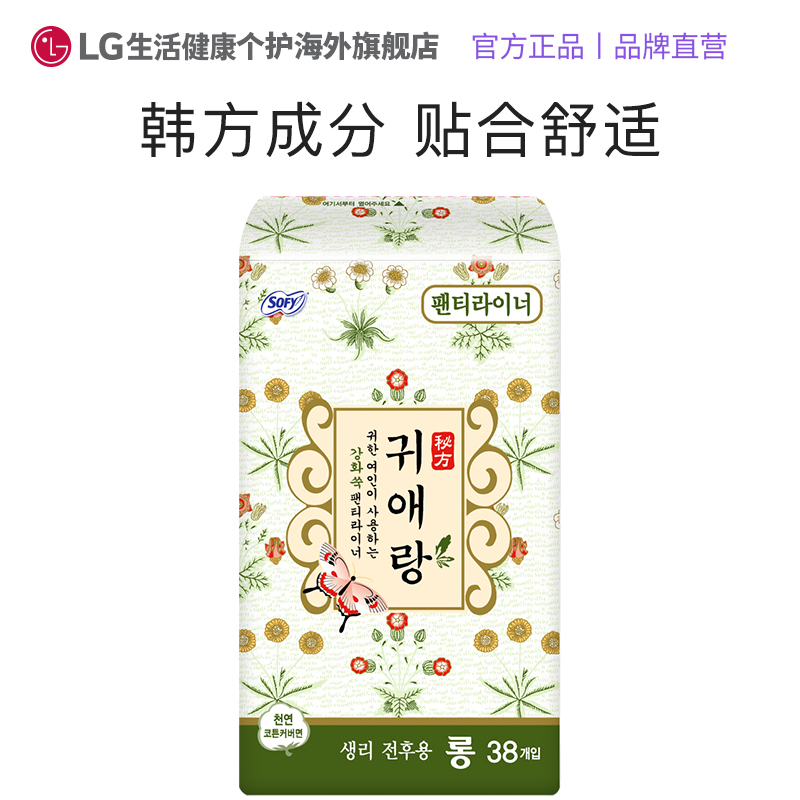 LG生活健康个护海外旗舰店 官方正品丨品牌直营
韩方成分 贴合舒适
여기서부터 열어주세요
SOFY
팬티라이너
秘方
귀애랑
귀한 여인이 사용하는
강화 쑥 팬티라이너
천연
코튼커버면
생리 전후용 롱 38개입